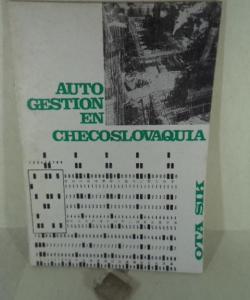 AUTO
GESTION
EN
CHECOSLOVAQUIA
OTA SIK